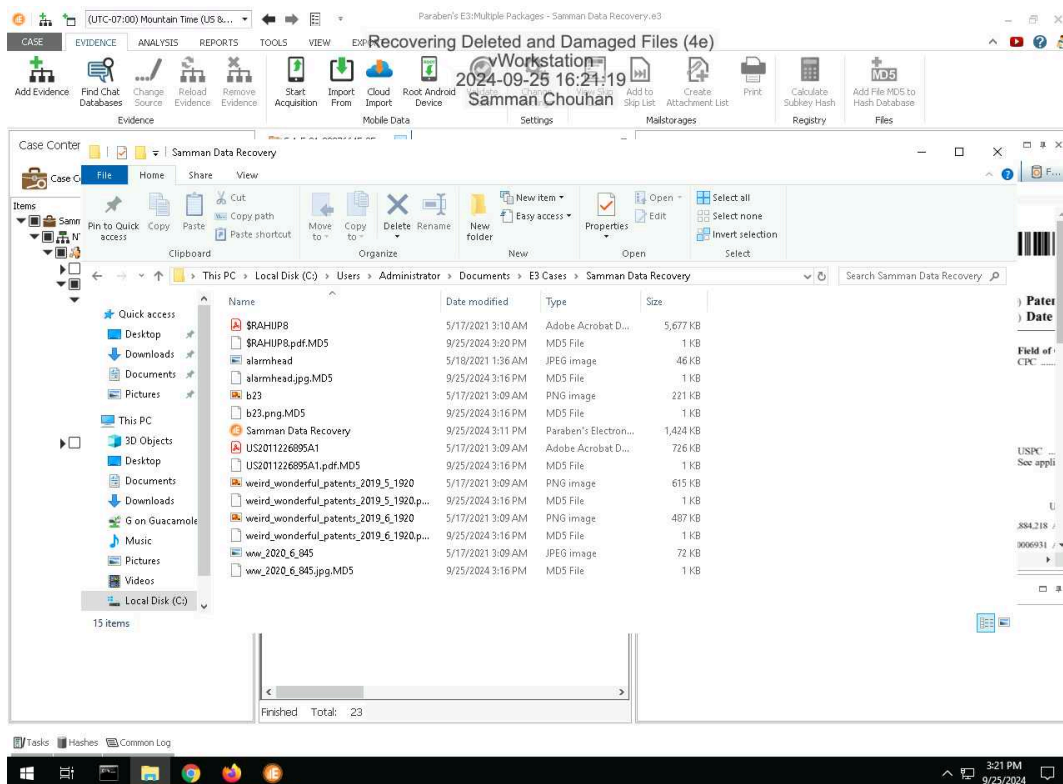 (UTC-07:00) Mountain Time (US &...
Paraben's E3:Multiple Packages - Samman Data Recovery.e3
CASE EVIDENCE ANALYSIS REPORTS TOOLS VIEW
Recovering Deleted and Damaged Files (4e)
vWorkstation
2024-09-25 16:21:19
Samman Chouhan
Add Evidence
Find Chat Databases
Change Source
Reload Evidence
Remove Evidence
Start Acquisition
Import From
Cloud Import
Root Android Device
Add to Skip List
Create Attachment List
Print
Calculate Subkey Hash
Add File MD5 to Hash Database
Evidence Mobile Data Settings Mailstorages Registry Files
Case Conter
Samman Data Recovery
Case C
File Home Share View
Items
Samm
Pin to Quick access
Copy
Paste
Cut
Copy path
Paste shortcut
Move to
Copy to
Delete
Rename
New folder
New item
Easy access
Properties
Open
Edit
Select all
Select none
Invert selection
Clipboard Organize New Open Select
This PC > Local Disk (C:) > Users > Administrator > Documents > E3 Cases > Samman Data Recovery
Search Samman Data Recovery
Quick access
Desktop
Downloads
Documents
Pictures
This PC
3D Objects
Desktop
Documents
Downloads
G on Guacamole
Music
Pictures
Videos
Local Disk (C:)
Name Date modified Type Size
$RAHIJP8 5/17/2021 3:10 AM Adobe Acrobat D... 5,677 KB
$RAHIJP8.pdf.MD5 9/25/2024 3:20 PM MD5 File 1 KB
alarmhead 5/18/2021 1:36 AM JPEG image 46 KB
alarmhead.jpg.MD5 9/25/2024 3:16 PM MD5 File 1 KB
b23 5/17/2021 3:09 AM PNG image 221 KB
b23.png.MD5 9/25/2024 3:16 PM MD5 File 1 KB
Samman Data Recovery 9/25/2024 3:11 PM Paraben's Electron... 1,424 KB
US2011226895A1 5/17/2021 3:09 AM Adobe Acrobat D... 726 KB
US2011226895A1.pdf.MD5 9/25/2024 3:16 PM MD5 File 1 KB
weird_wonderful_patents_2019_5_1920 5/17/2021 3:09 AM PNG image 615 KB
weird_wonderful_patents_2019_5_1920.p... 9/25/2024 3:16 PM MD5 File 1 KB
weird_wonderful_patents_2019_6_1920 5/17/2021 3:09 AM PNG image 487 KB
weird_wonderful_patents_2019_6_1920.p... 9/25/2024 3:16 PM MD5 File 1 KB
ww_2020_6_845 5/17/2021 3:09 AM JPEG image 72 KB
ww_2020_6_845.jpg.MD5 9/25/2024 3:16 PM MD5 File 1 KB
15 items
F...
) Pater
) Date
Field of
CPC
USPC
See appli
U
Finished Total: 23
Tasks Hashes Common Log
3:21 PM
9/25/2024